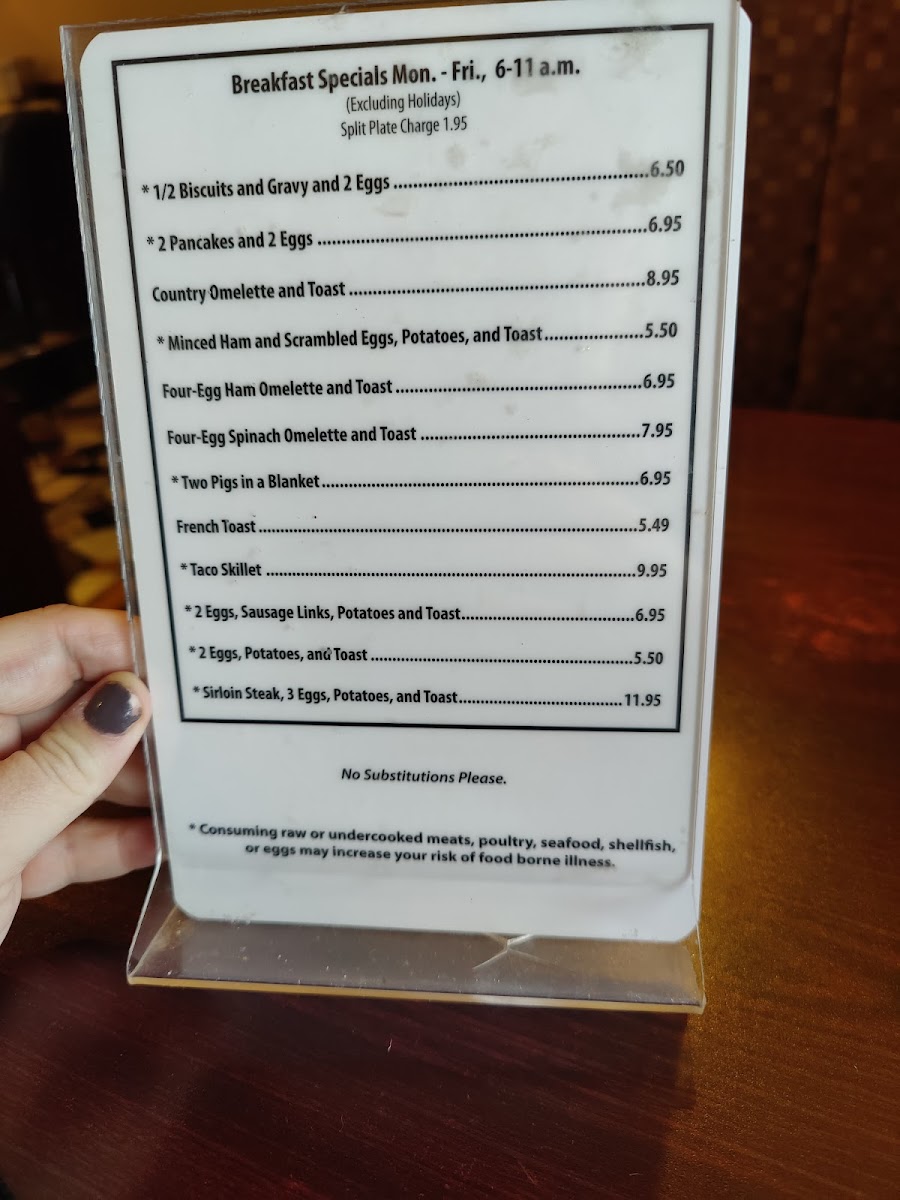 Breakfast Specials Mon. - Fri., 6-11 a.m.
(Excluding Holidays)
Split Plate Charge 1.95
* 1/2 Biscuits and Gravy and 2 Eggs ..........6.50
* 2 Pancakes and 2 Eggs ..........6.95
Country Omelette and Toast ..........8.95
* Minced Ham and Scrambled Eggs, Potatoes, and Toast..........5.50
Four-Egg Ham Omelette and Toast ..........6.95
Four-Egg Spinach Omelette and Toast ..........7.95
* Two Pigs in a Blanket..........6.95
French Toast ..........5.49
* Taco Skillet ..........9.95
* 2 Eggs, Sausage Links, Potatoes and Toast..........6.95
* 2 Eggs, Potatoes, and Toast ..........5.50
* Sirloin Steak, 3 Eggs, Potatoes, and Toast..........11.95
No Substitutions Please.
* Consuming raw or undercooked meats, poultry, seafood, shellfish,
or eggs may increase your risk of food borne illness.